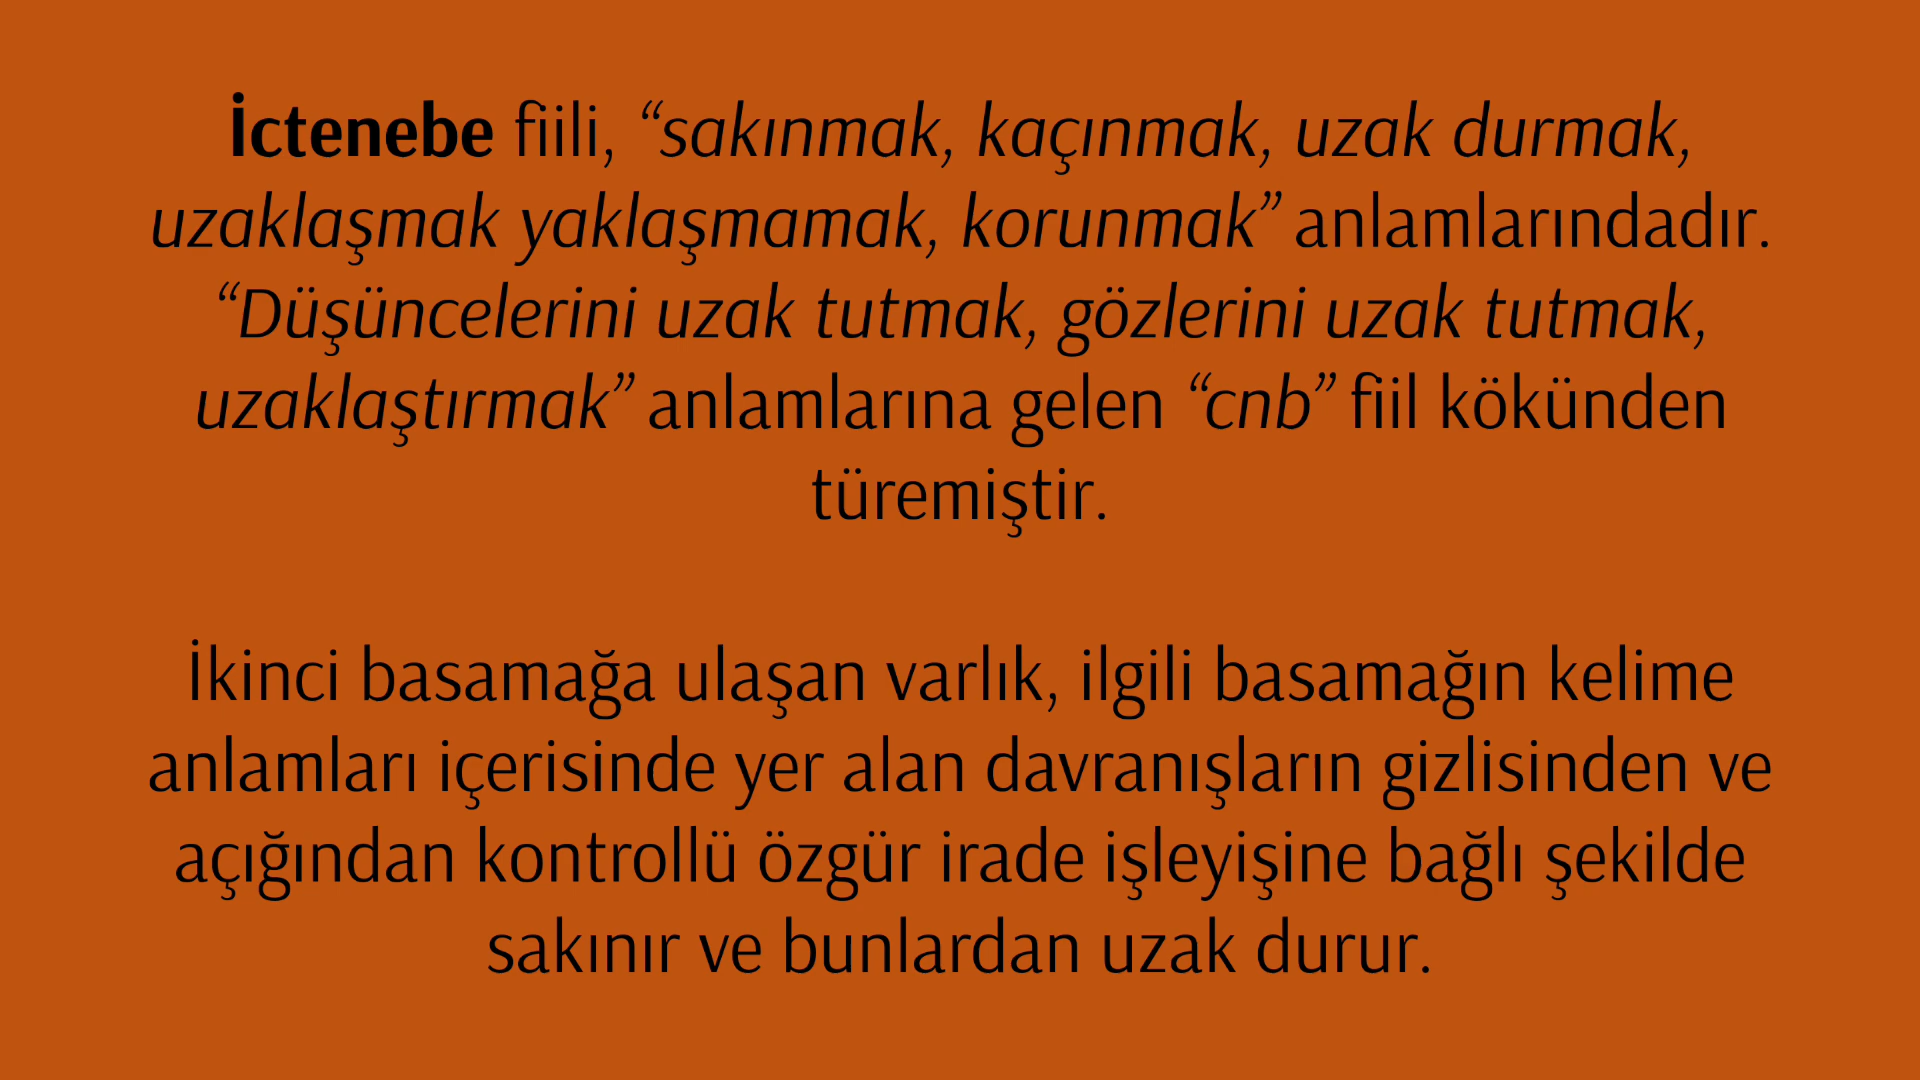 İctenebe fiili, “sakınmak, kaçınmak, uzak durmak,
uzaklaşmak yaklaşmamak, korunmak” anlamlarındadır.
“Düşüncelerini uzak tutmak, gözlerini uzak tutmak,
uzaklaştırmak” anlamlarına gelen “cnb” fiil kökünden
türemiştir.
İkinci basamağa ulaşan varlık, ilgili basamağın kelime
anlamları içerisinde yer alan davranışların gizlisinden ve
açığından kontrollü özgür irade işleyişine bağlı şekilde
sakınır ve bunlardan uzak durur.